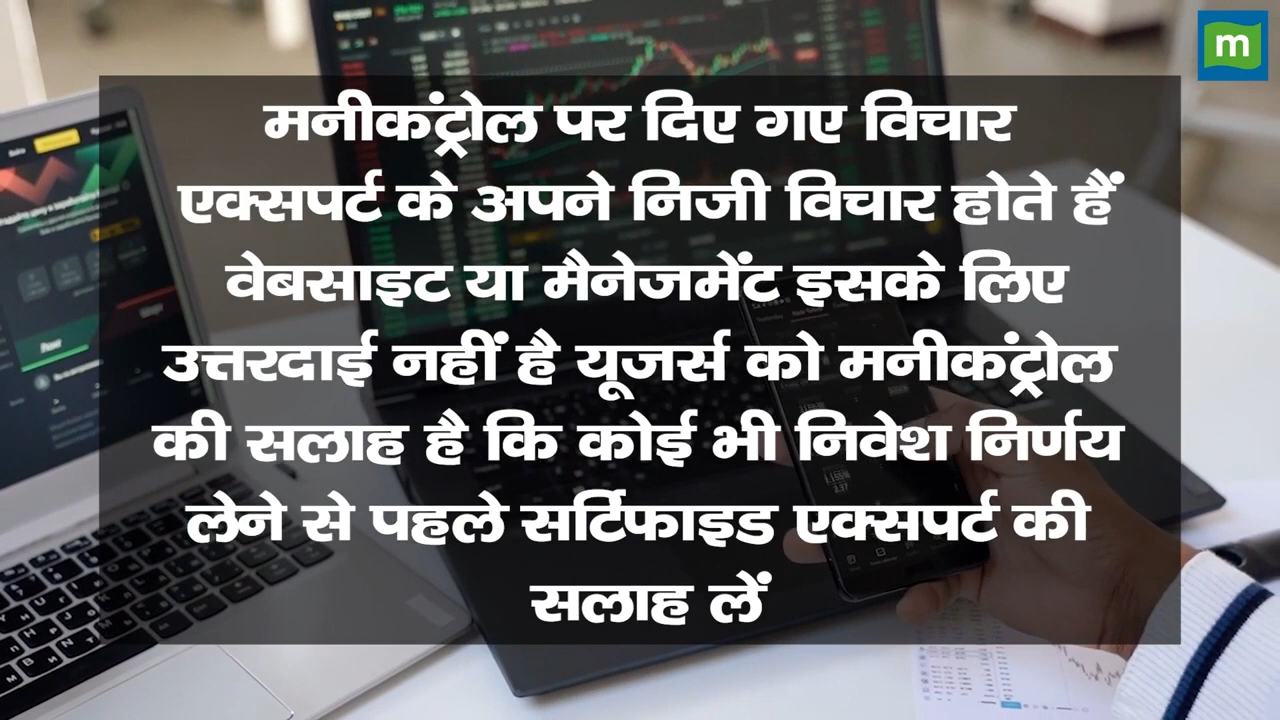 m
मनीकंट्रोल पर दिए गए विचार
एक्सपर्ट के अपने निजी विचार होते हैं
वेबसाइट या मैनेजमेंट इसके लिए
उत्तरदाई नहीं है यूजर्स को मनीकंट्रोल
की सलाह है कि कोई भी निवेश निर्णय
लेने से पहले सर्टिफाइड एक्सपर्ट की
सलाह लें